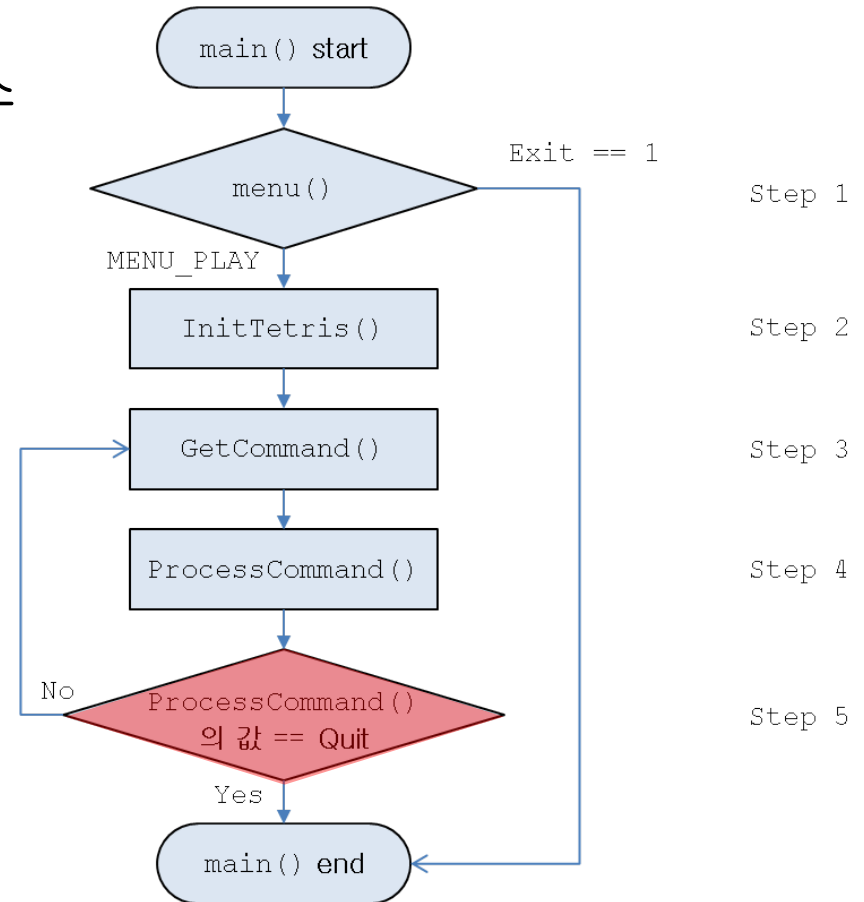 main() start
Exit == 1
menu()
Step 1
MENU_PLAY
InitTetris()
Step 2
GetCommand()
Step 3
ProcessCommand()
Step 4
No
ProcessCommand()
의 값 == Quit
Step 5
Yes
main() end